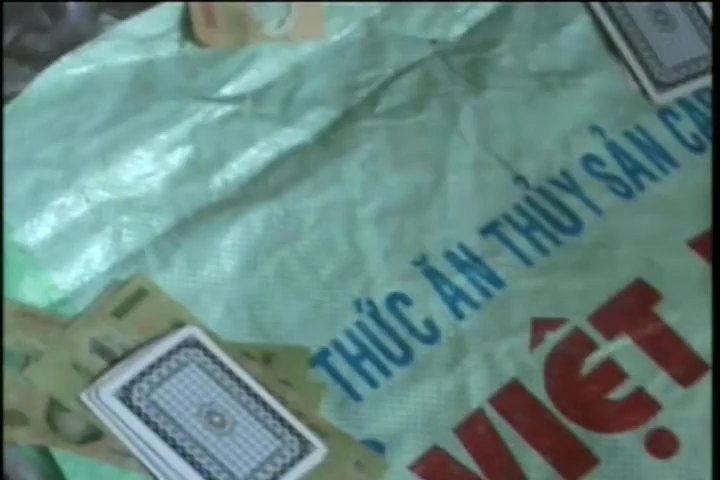 THỨC ĂN THỦY SẢN CA
VIỆT